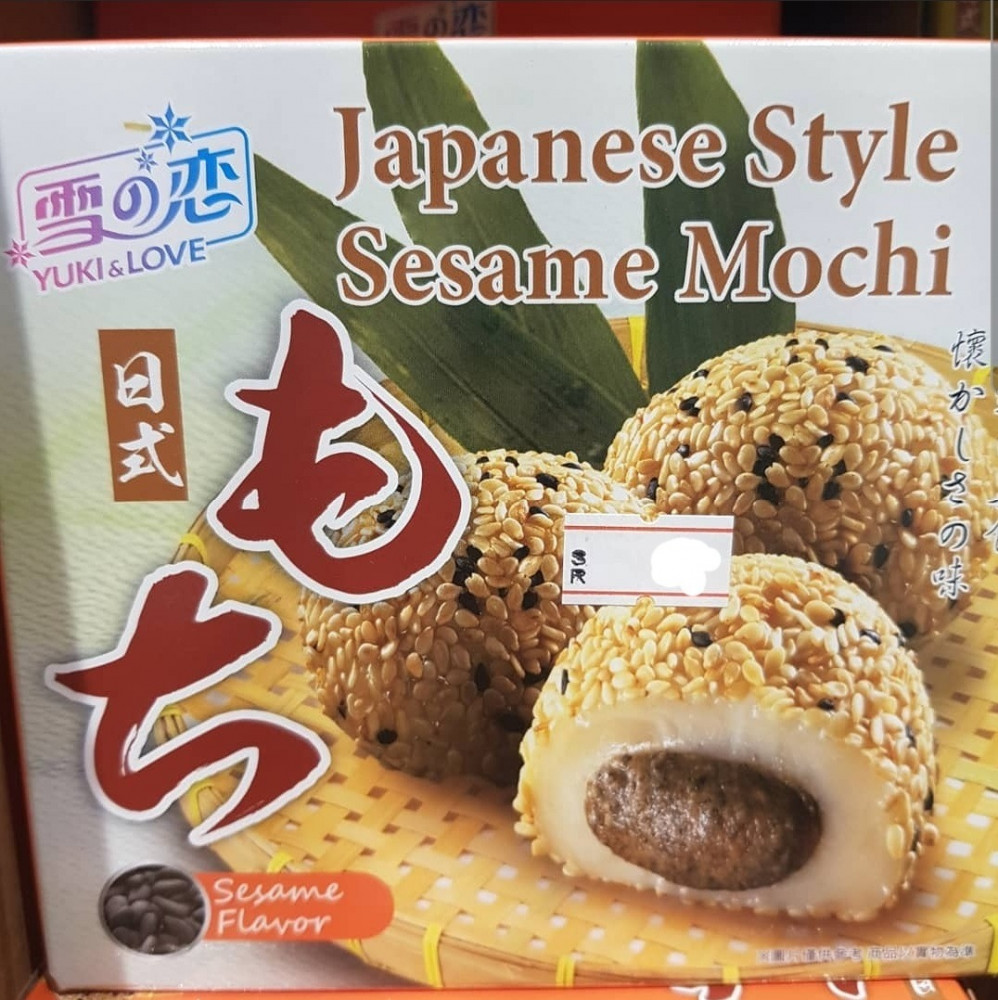 雪の恋
YUKI & LOVE
Japanese Style
Sesame Mochi
日式
もち
懐かしさの味
SR
Sesame
Flavor